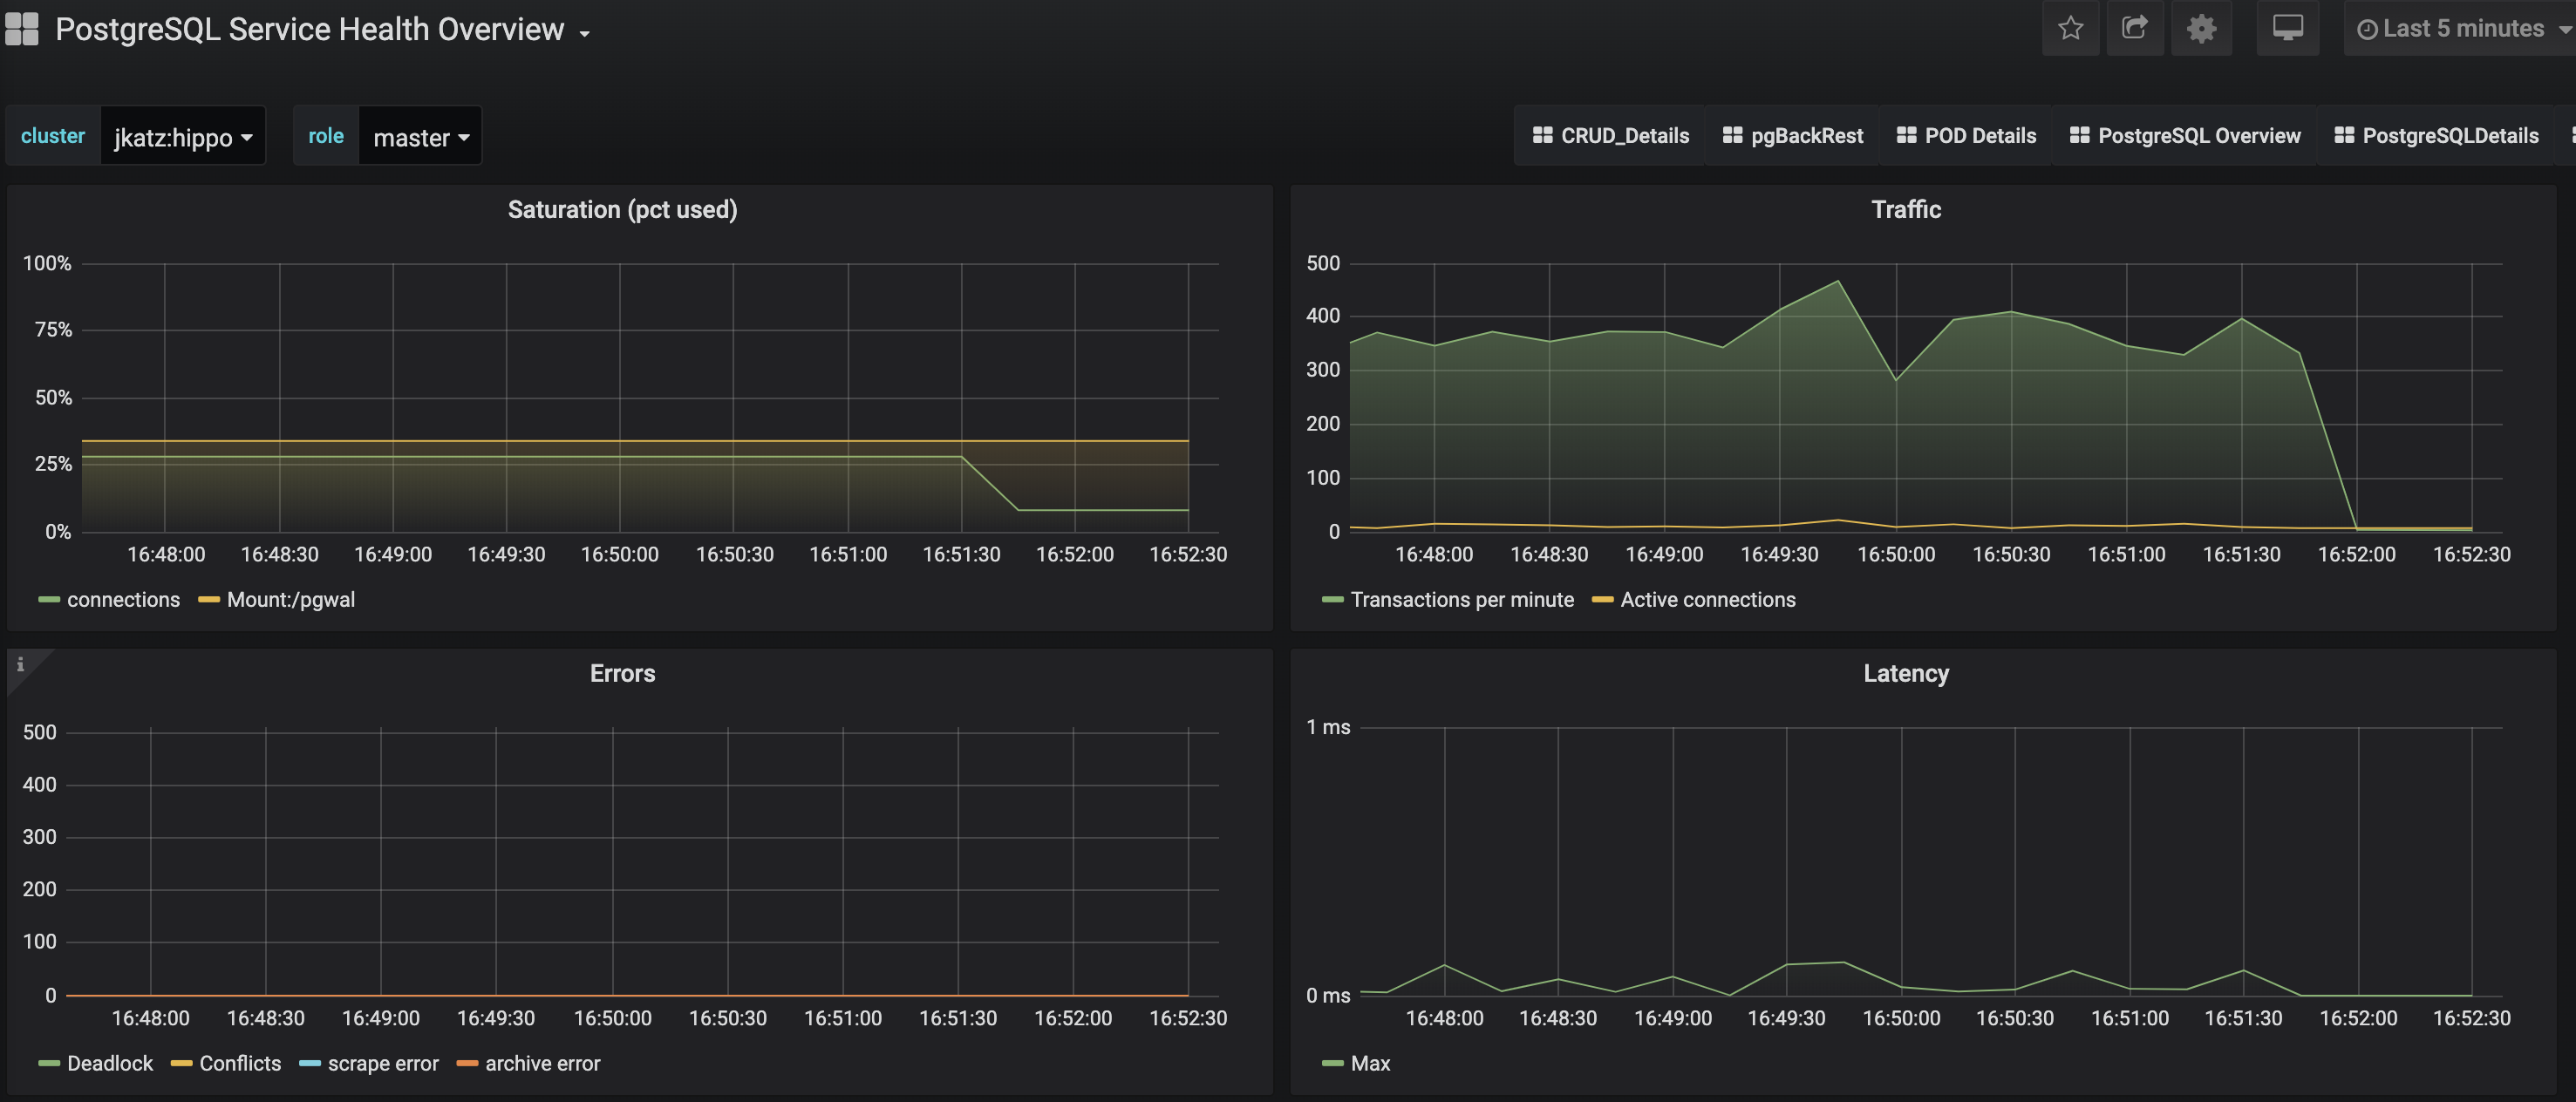 PostgreSQL Service Health Overview
Last 5 minutes
cluster jkatz:hippo role master
CRUD_Details pgBackRest POD Details PostgreSQL Overview PostgreSQLDetails
Saturation (pct used)
100%
75%
50%
25%
0%
16:48:00 16:48:30 16:49:00 16:49:30 16:50:00 16:50:30 16:51:00 16:51:30 16:52:00 16:52:30
connections Mount:/pgwal
Traffic
500
400
300
200
100
0
16:48:00 16:48:30 16:49:00 16:49:30 16:50:00 16:50:30 16:51:00 16:51:30 16:52:00 16:52:30
Transactions per minute Active connections
i
Errors
500
400
300
200
100
0
16:48:00 16:48:30 16:49:00 16:49:30 16:50:00 16:50:30 16:51:00 16:51:30 16:52:00 16:52:30
Deadlock Conflicts scrape error archive error
Latency
1 ms
0 ms
16:48:00 16:48:30 16:49:00 16:49:30 16:50:00 16:50:30 16:51:00 16:51:30 16:52:00 16:52:30
Max